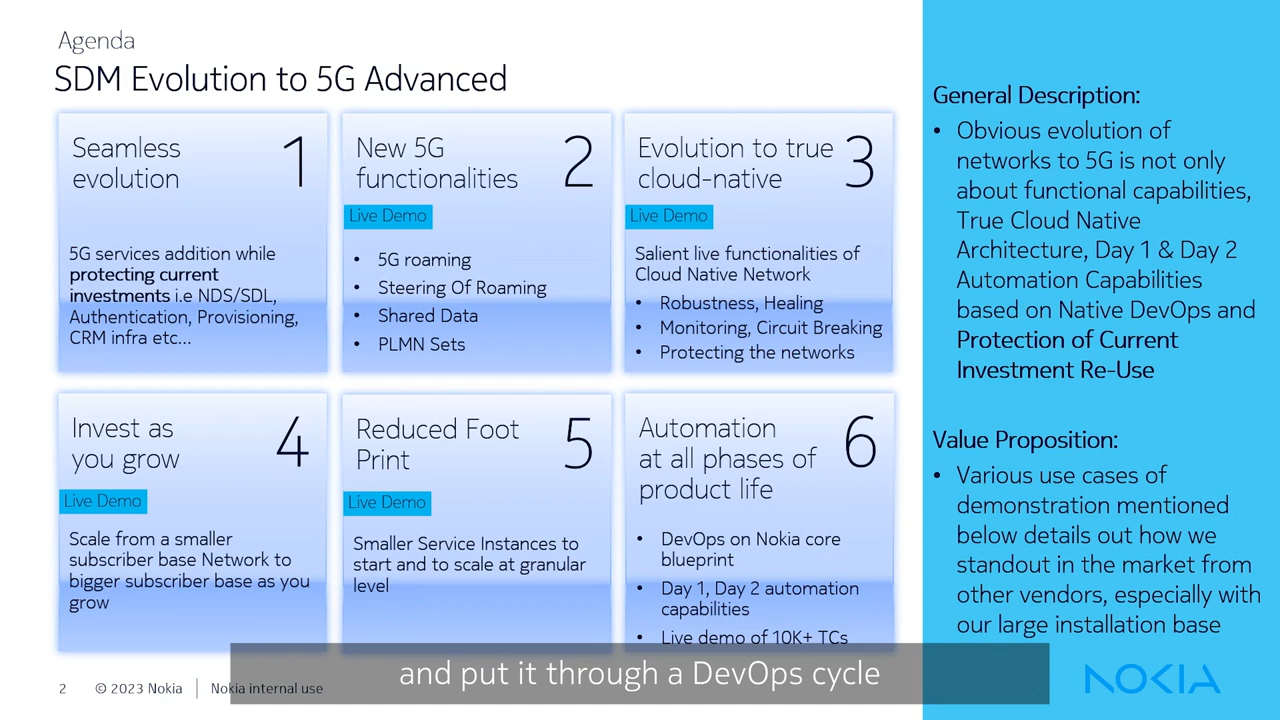 Agenda
SDM Evolution to 5G Advanced
Seamless
evolution
1
5G services addition while
protecting current
investments i.e NDS/SDL,
Authentication, Provisioning,
CRM infra etc...
New 5G
functionalities
2
Live Demo
• 5G roaming
• Steering Of Roaming
• Shared Data
• PLMN Sets
Evolution to true
cloud-native
3
Live Demo
Salient live functionalities of
Cloud Native Network
• Robustness, Healing
• Monitoring, Circuit Breaking
• Protecting the networks
Invest as
you grow
4
Live Demo
Scale from a smaller
subscriber base Network to
bigger subscriber base as you
grow
Reduced Foot
Print
5
Live Demo
Smaller Service Instances to
start and to scale at granular
level
Automation
at all phases of
product life
6
• DevOps on Nokia core
blueprint
• Day 1, Day 2 automation
capabilities
• Live demo of 10K+ TCs
General Description:
• Obvious evolution of
networks to 5G is not only
about functional capabilities,
True Cloud Native
Architecture, Day 1 & Day 2
Automation Capabilities
based on Native DevOps and
Protection of Current
Investment Re-Use
Value Proposition:
• Various use cases of
demonstration mentioned
below details out how we
standout in the market from
other vendors, especially with
our large installation base
and put it through a DevOps cycle
2 © 2023 Nokia Nokia internal use
NOKIA